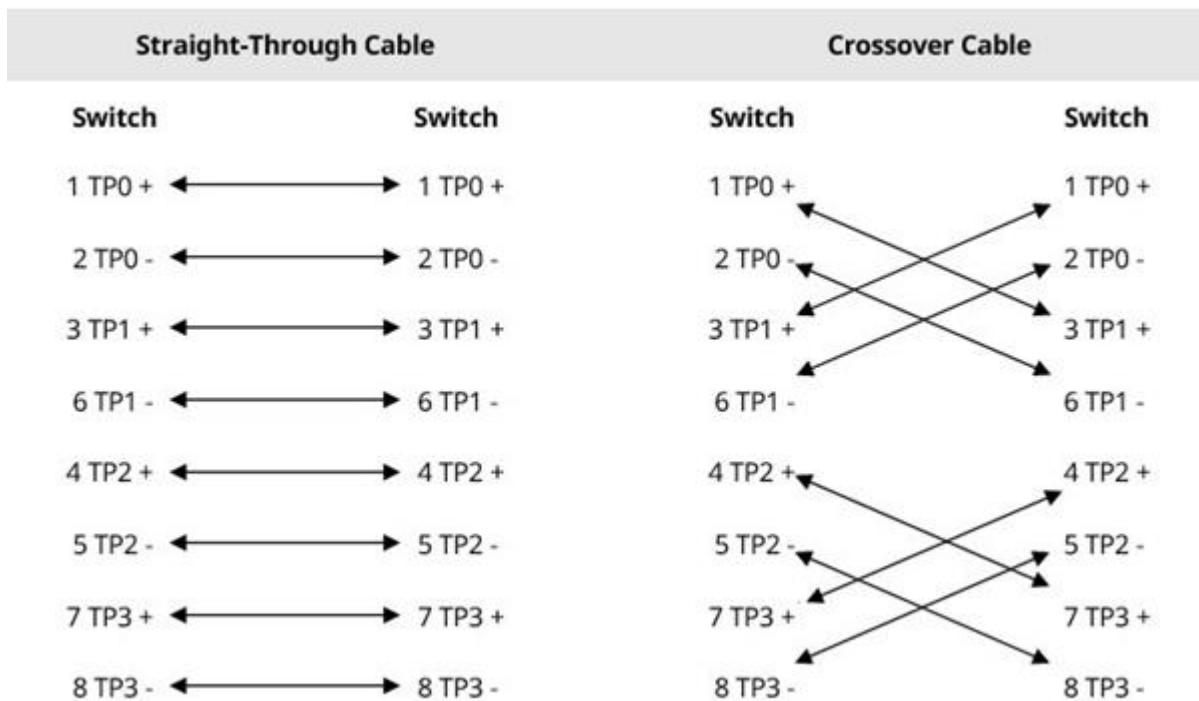 Straight-Through Cable Crossover Cable
Switch Switch Switch Switch
1 TP0 + 1 TP0 + 1 TP0 + 1 TP0 +
2 TP0 - 2 TP0 - 2 TP0 - 2 TP0 -
3 TP1 + 3 TP1 + 3 TP1 + 3 TP1 +
6 TP1 - 6 TP1 - 6 TP1 - 6 TP1 -
4 TP2 + 4 TP2 + 4 TP2 + 4 TP2 +
5 TP2 - 5 TP2 - 5 TP2 - 5 TP2 -
7 TP3 + 7 TP3 + 7 TP3 + 7 TP3 +
8 TP3 - 8 TP3 - 8 TP3 - 8 TP3 -